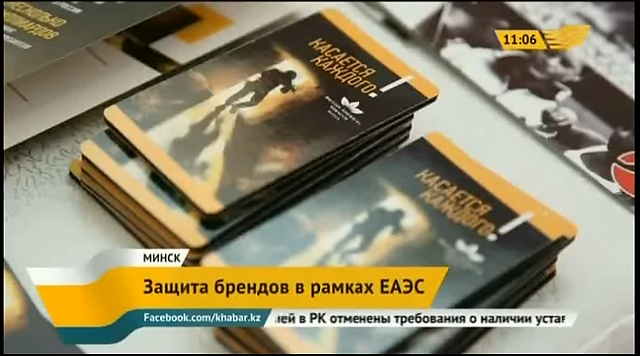 11:06
КАСАЕТСЯ
КАЖДОГО!
КАСАЕТСЯ
КАЖДОГО!
МИНСК
Защита брендов в рамках ЕАЭС
Facebook.com/khabar.kz
ией в РК отменены требования о наличии устав